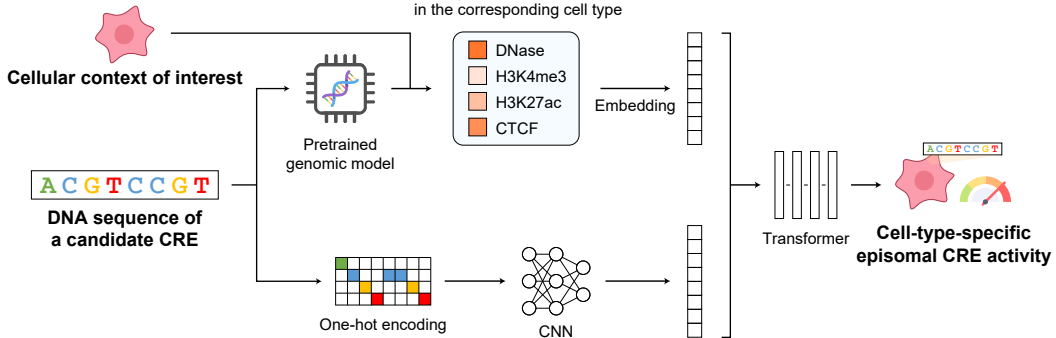 in the corresponding cell type
Cellular context of interest
DNase
H3K4me3
H3K27ac
CTCF
Embedding
Pretrained
genomic model
ACGTCCGT
DNA sequence of
a candidate CRE
One-hot encoding
CNN
Transformer
ACGTCCGT
Cell-type-specific
episomal CRE activity